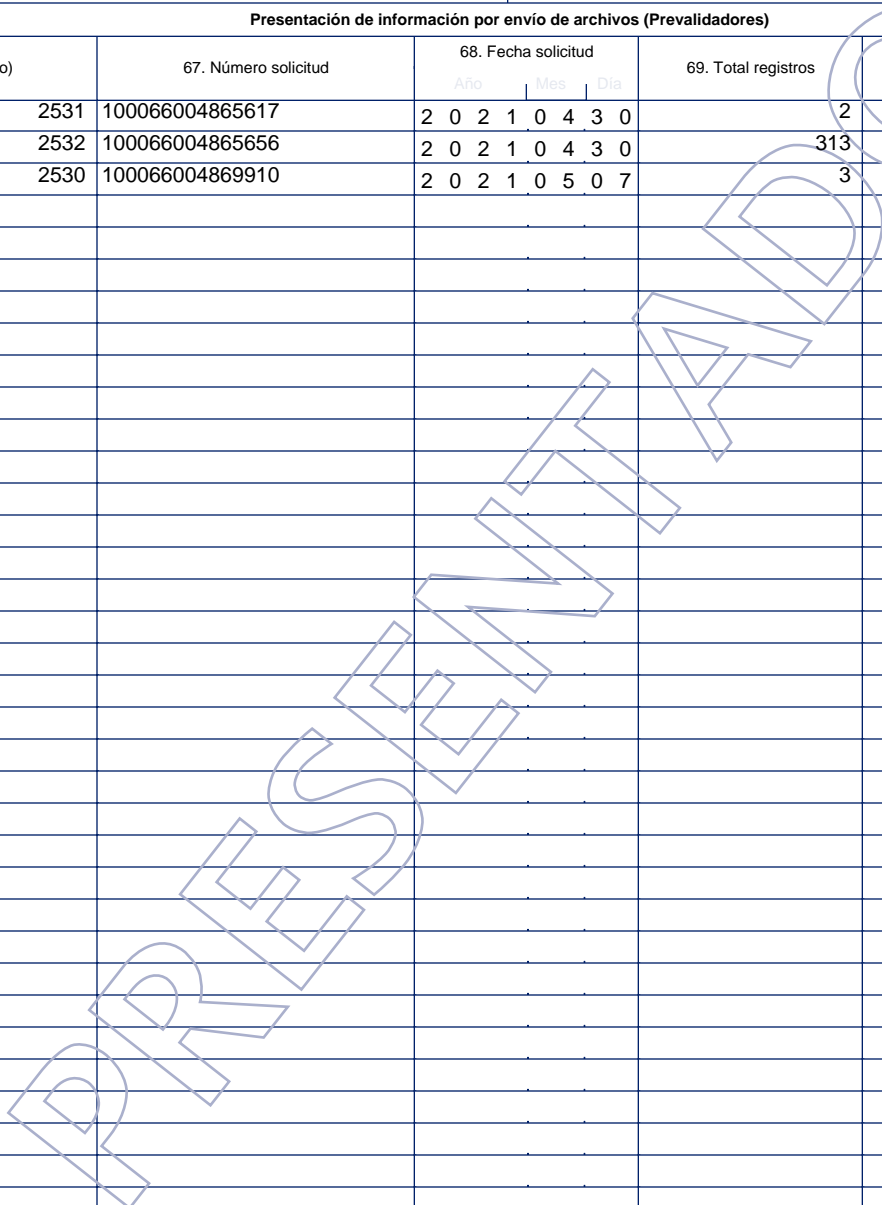 Presentación de información por envío de archivos (Prevalidadores)
o) 67. Número solicitud 68. Fecha solicitud 69. Total registros
Año Mes Día
2531 100066004865617 2 0 2 1 0 4 3 0 2
2532 100066004865656 2 0 2 1 0 4 3 0 313
2530 100066004869910 2 0 2 1 0 5 0 7 3
PRESENTADO